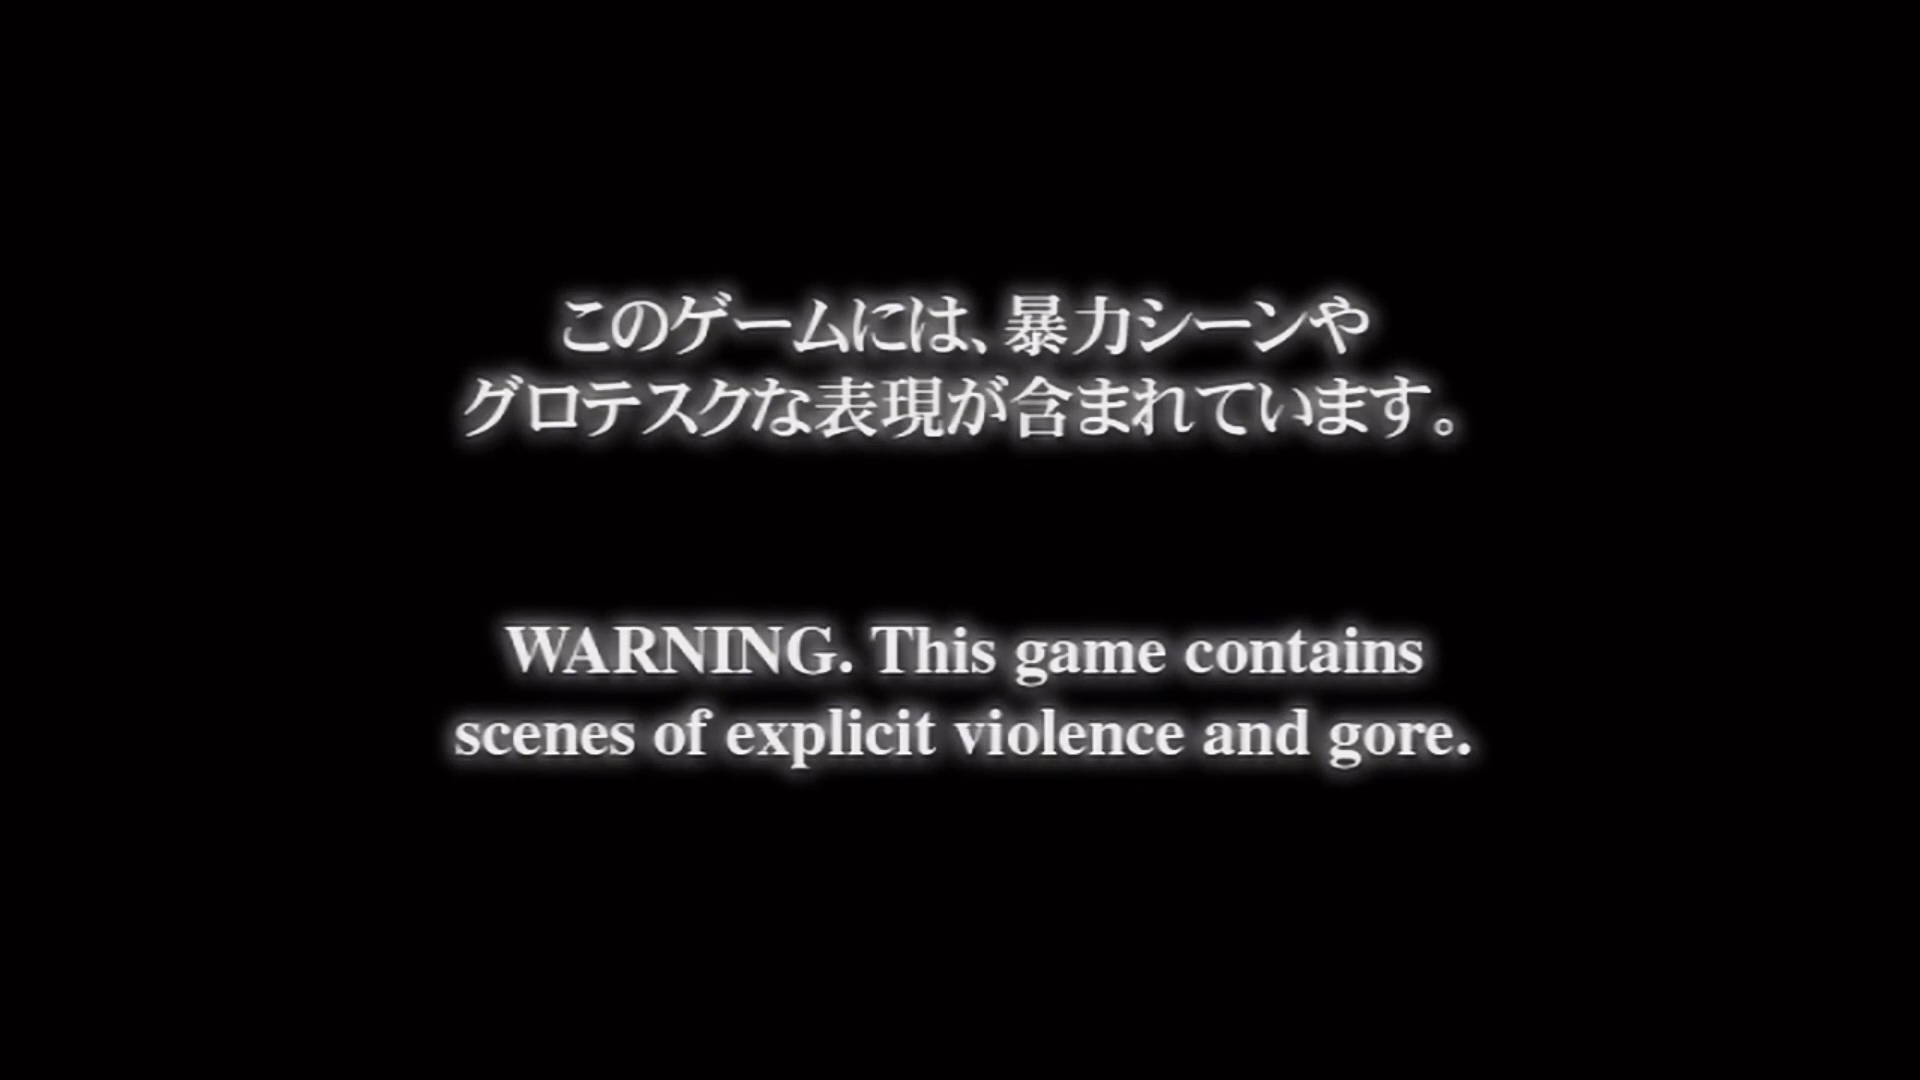 このゲームには、暴力シーンや
グロテスクな表現が含まれています。
WARNING. This game contains
scenes of explicit violence and gore.